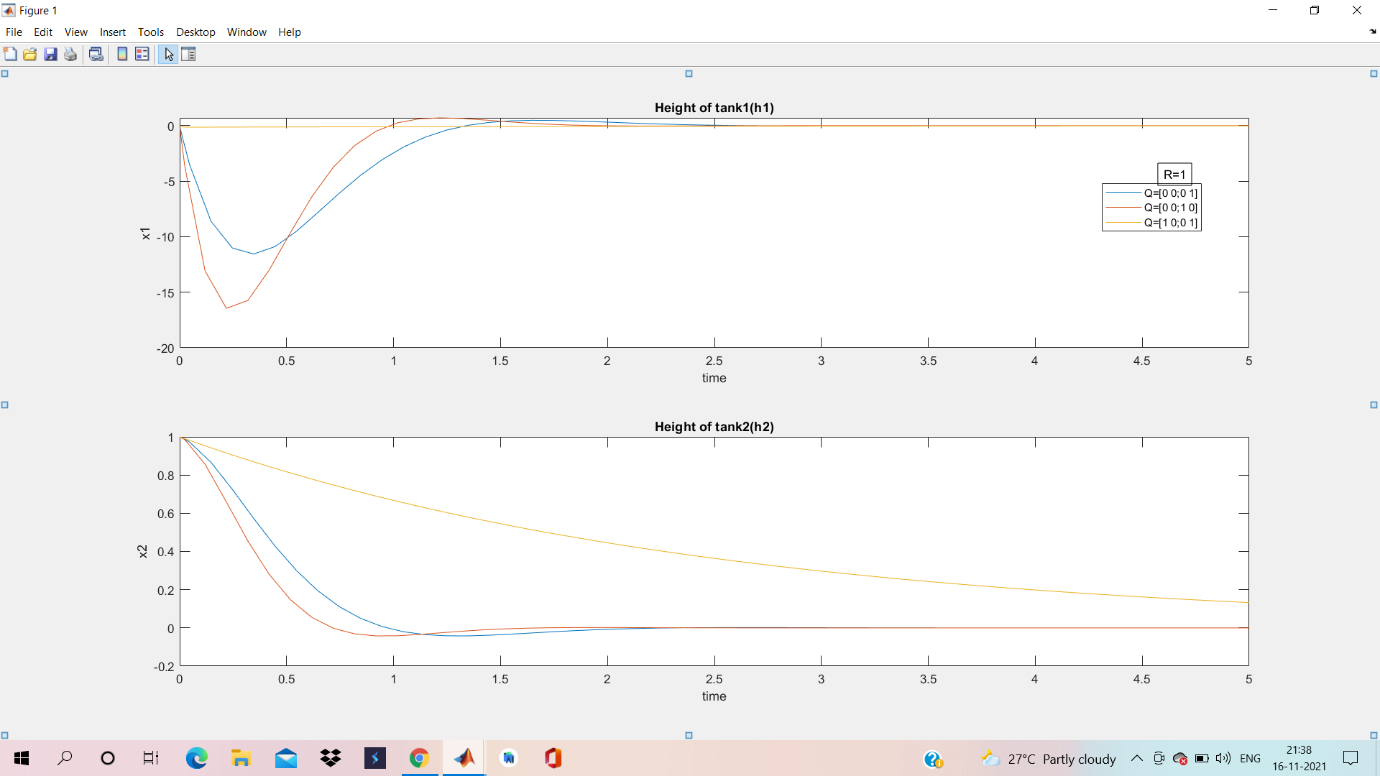 Figure 1
File Edit View Insert Tools Desktop Window Help
Height of tank1(h1)
0
-5
-10
-15
-20
x1
0 0.5 1 1.5 2 2.5 3 3.5 4 4.5 5
time
R=1
Q=[0 0;0 1]
Q=[0 0;1 0]
Q=[1 0;0 1]
Height of tank2(h2)
1
0.8
0.6
0.4
0.2
0
-0.2
x2
0 0.5 1 1.5 2 2.5 3 3.5 4 4.5 5
time
27°C Partly cloudy
ENG
21:38
16-11-2021